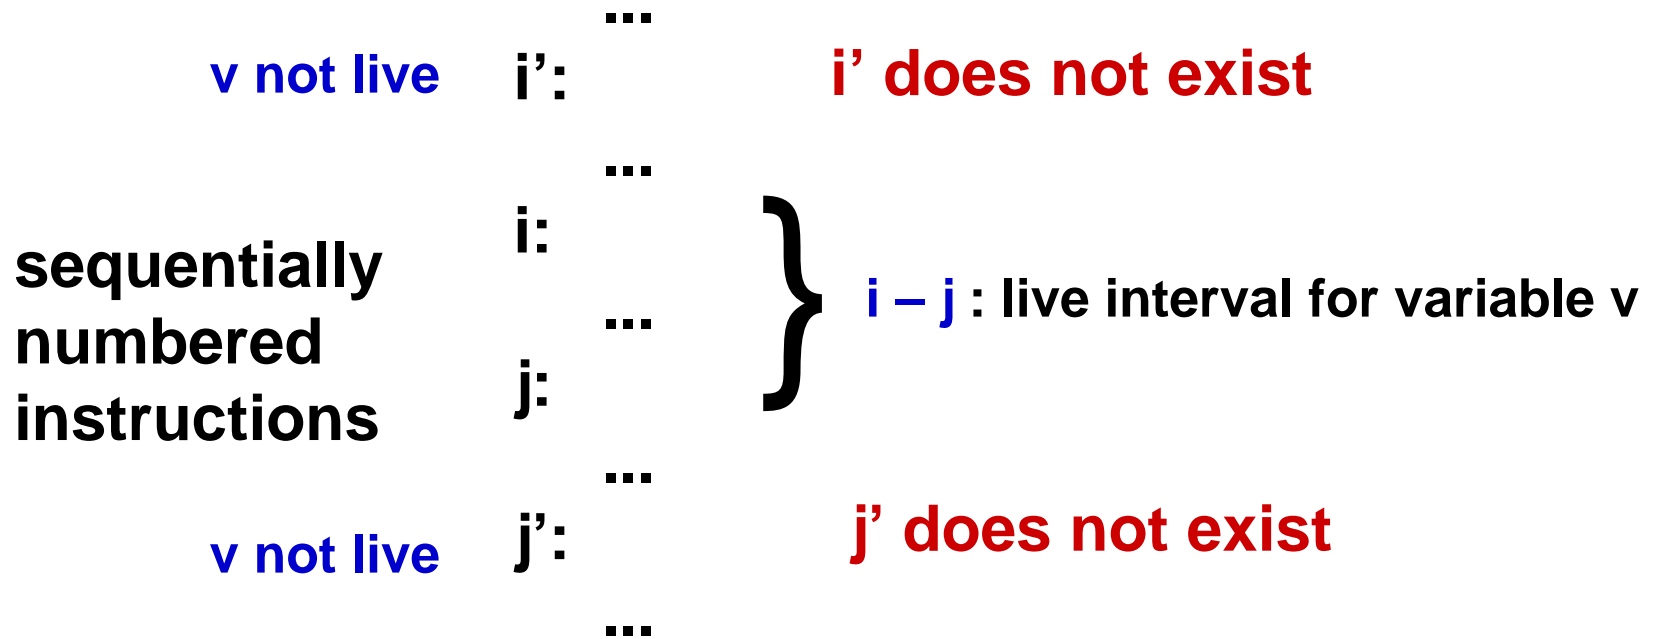 ...
v not live i’: i’ does not exist
...
i:
sequentially
numbered
instructions
...
i – j : live interval for variable v
j:
...
v not live j’: j’ does not exist
...